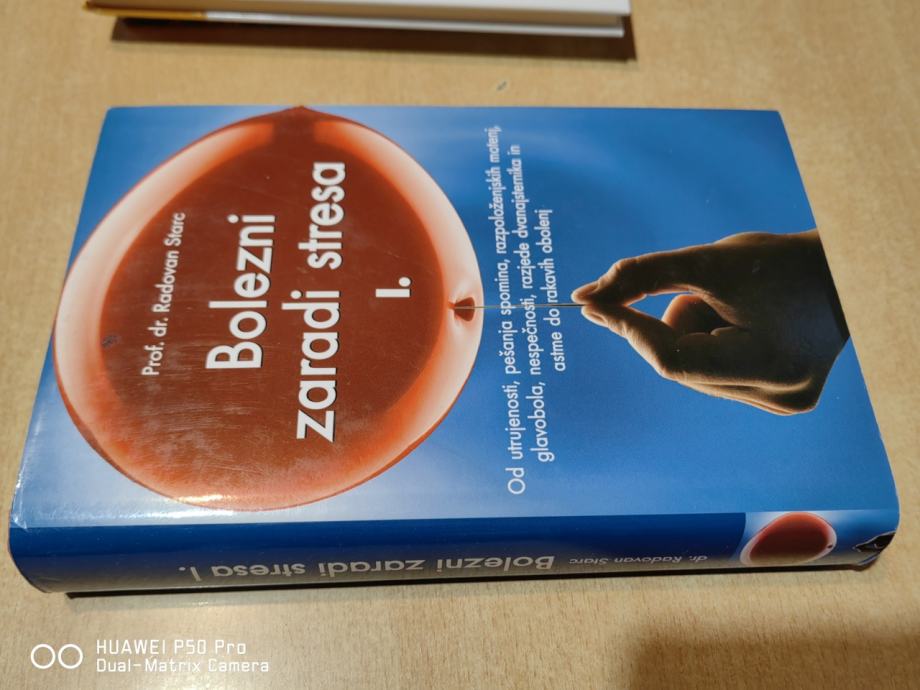 Prof. dr. Radovan Starc
Bolezni
zaradi stresa
I.
Od utrujenosti, pešanja spomina, razpoloženjskih motenj,
glavobola, nespečnosti, razjede dvanajsternika in
astme do rakavih obolenj
dr. Radovan Starc Bolezni zaradi stresa I.
HUAWEI P50 Pro
Dual-Matrix Camera